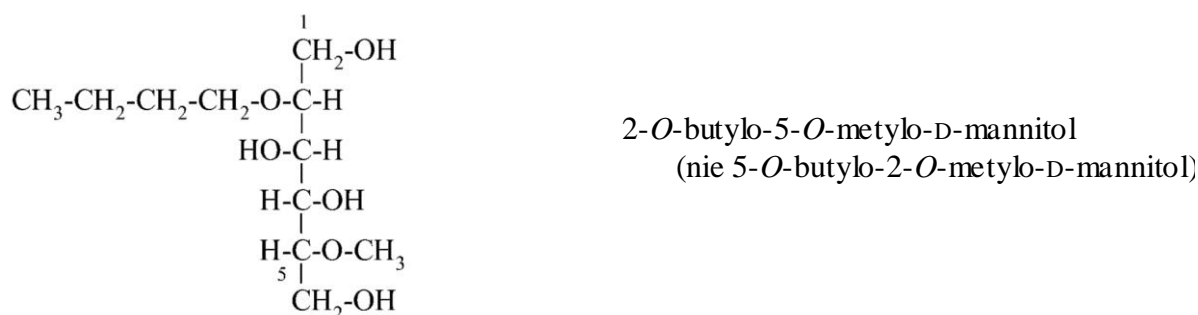 1
CH₂-OH
CH₃-CH₂-CH₂-CH₂-O-C-H
HO-C-H
H-C-OH
H-C-O-CH₃
5
CH₂-OH
2-O-butylo-5-O-metylo-D-mannitol
(nie 5-O-butylo-2-O-metylo-D-mannitol)